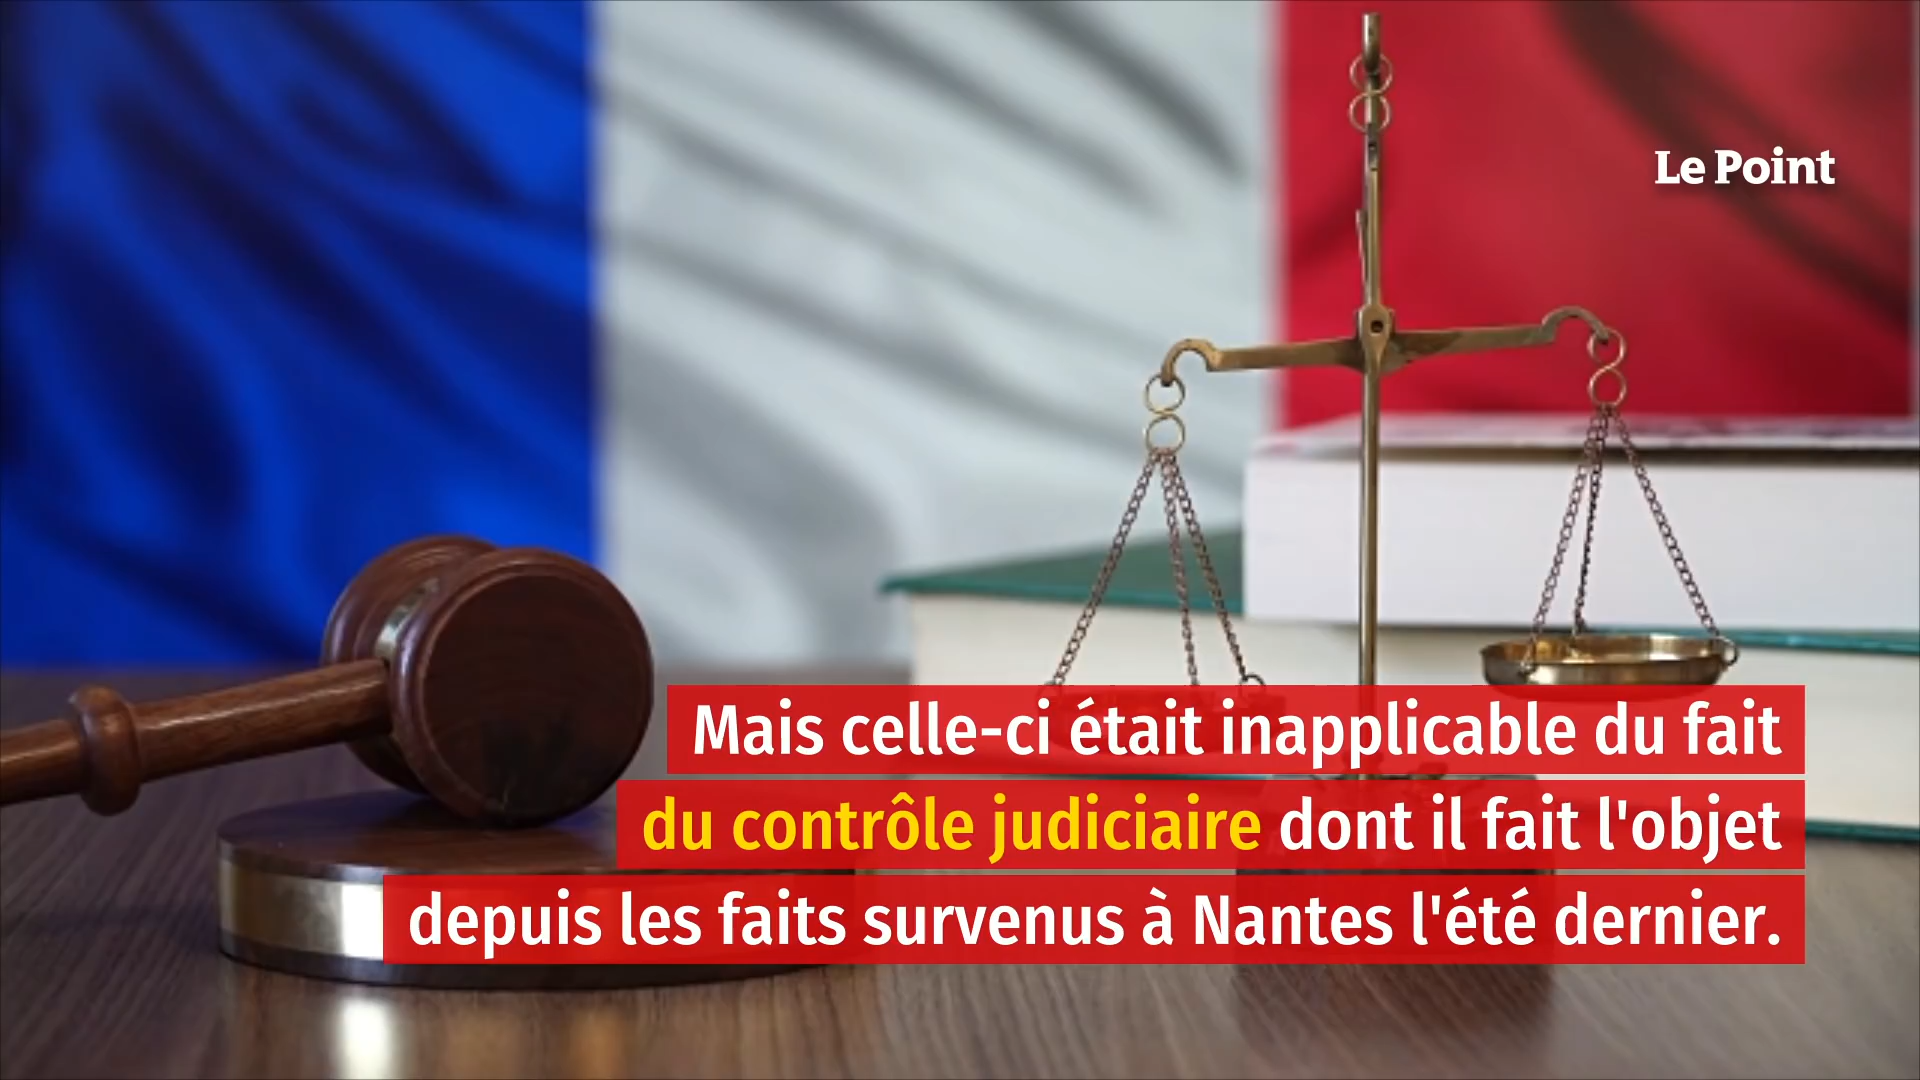 Le Point
Mais celle-ci était inapplicable du fait
du contrôle judiciaire dont il fait l'objet
depuis les faits survenus à Nantes l'été dernier.